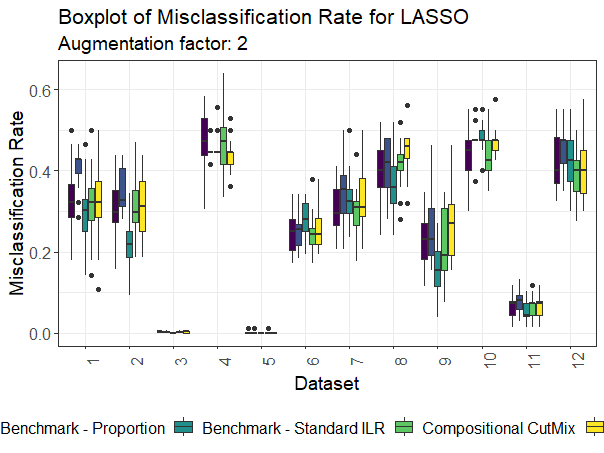 Boxplot of Misclassification Rate for LASSO
Augmentation factor: 2
Misclassification Rate
0.6
0.4
0.2
0.0
1 2 3 4 5 6 7 8 9 10 11 12
Dataset
Benchmark - Proportion Benchmark - Standard ILR Compositional CutMix